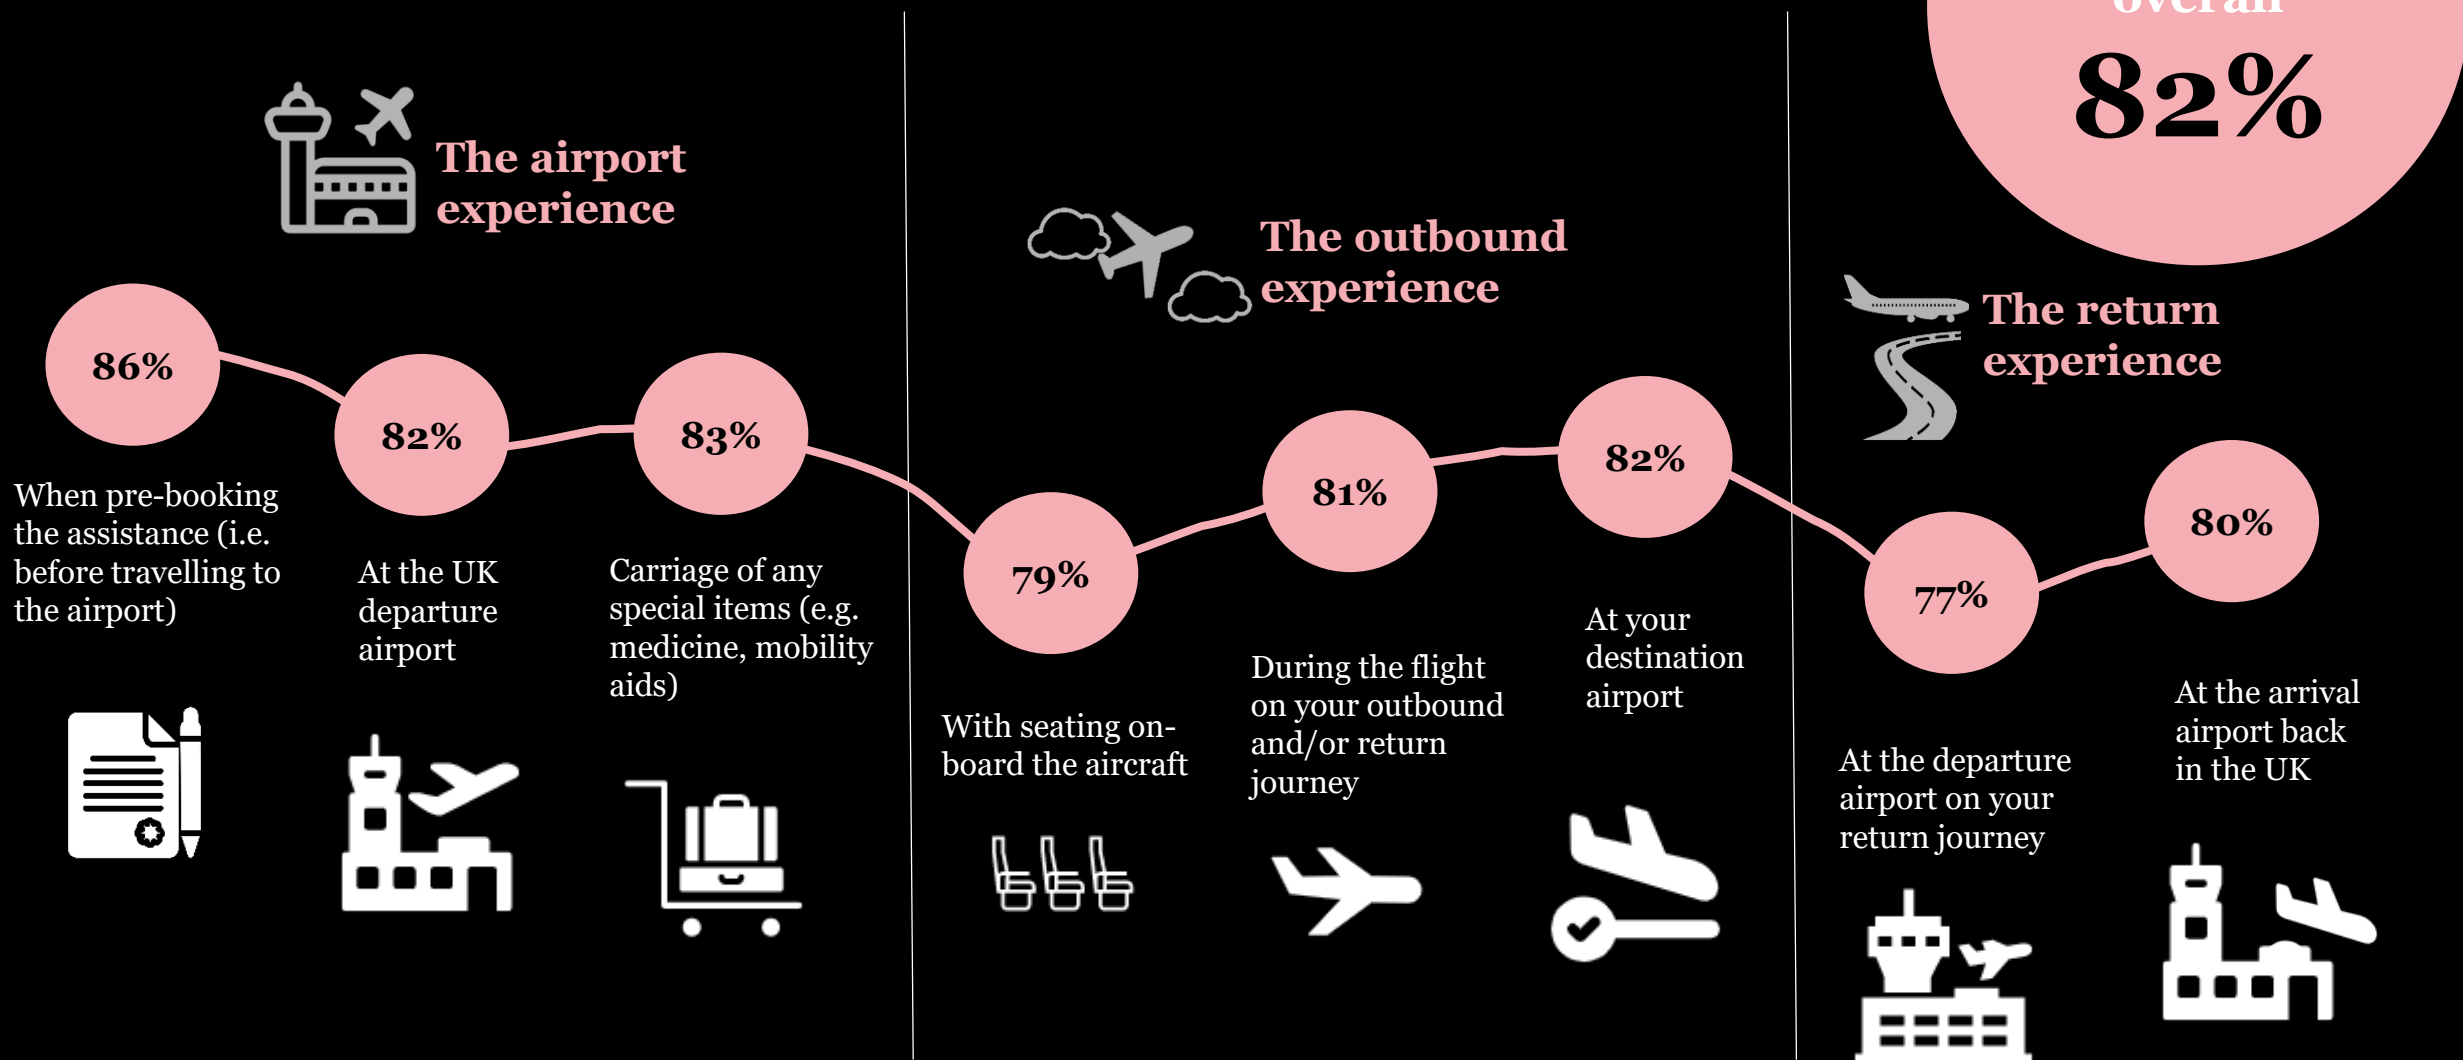 overall
82%
The airport
experience
The outbound
experience
The return
experience
86%
When pre-booking
the assistance (i.e.
before travelling to
the airport)
82%
At the UK
departure
airport
83%
Carriage of any
special items (e.g.
medicine, mobility
aids)
79%
With seating on-
board the aircraft
81%
During the flight
on your outbound
and/or return
journey
82%
At your
destination
airport
77%
At the departure
airport on your
return journey
80%
At the arrival
airport back
in the UK